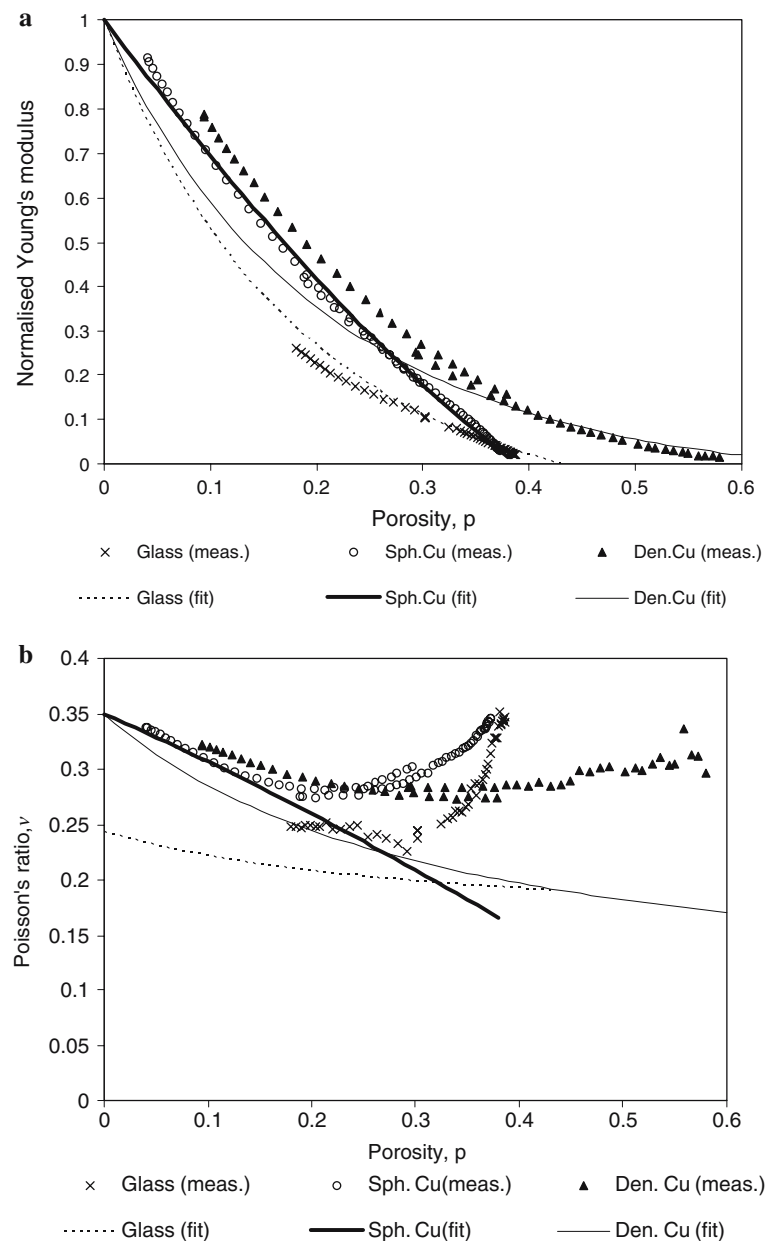 a
1
0.9
0.8
0.7
0.6
0.5
0.4
0.3
0.2
0.1
0
Normalised Young's modulus
0.1 0.2 0.3 0.4 0.5 0.6
Porosity, p
Glass (meas.) Sph.Cu (meas.) Den.Cu (meas.)
Glass (fit) Sph.Cu (fit) Den.Cu (fit)
b
0.4
0.35
0.3
0.25
0.2
0.15
0.1
0.05
0
Poisson's ratio,ν
0 0.1 0.2 0.3 0.4 0.5 0.6
Porosity, p
Glass (meas.) Sph. Cu(meas.) Den. Cu (meas.)
Glass (fit) Sph.Cu(fit) Den. Cu (fit)